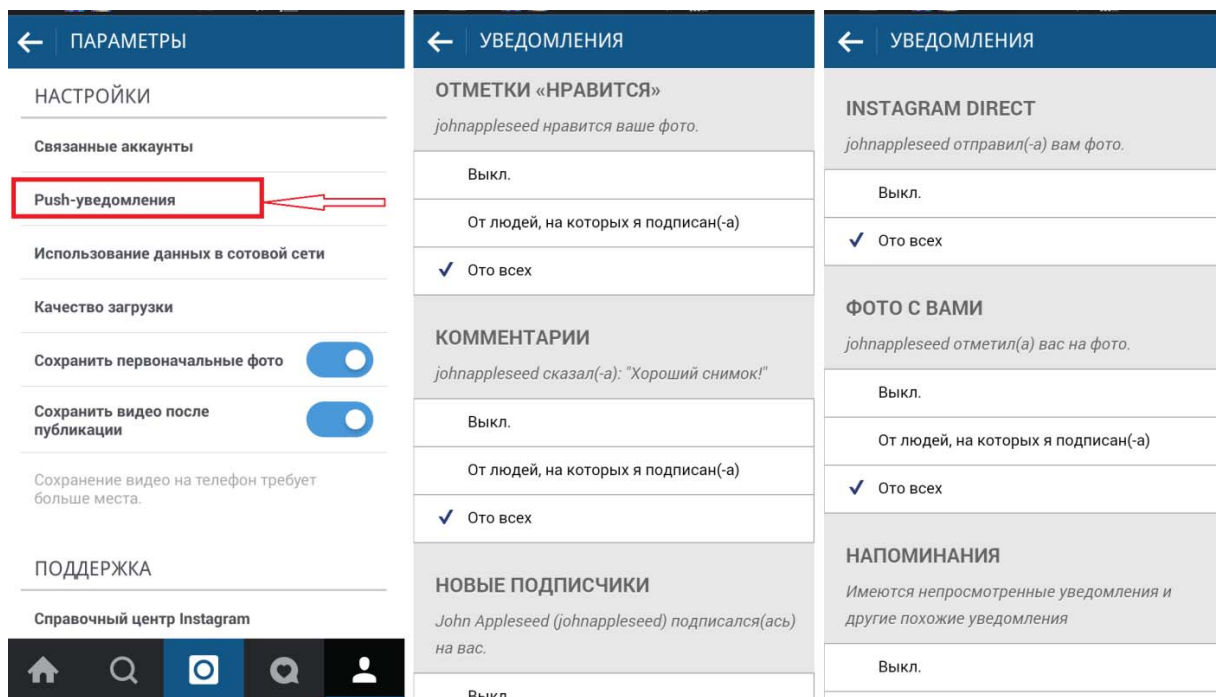 ПАРАМЕТРЫ
НАСТРОЙКИ
Связанные аккаунты
Push-уведомления
Использование данных в сотовой сети
Качество загрузки
Сохранить первоначальные фото
Сохранить видео после
публикации
Сохранение видео на телефон требует
больше места.
ПОДДЕРЖКА
Справочный центр Instagram
УВЕДОМЛЕНИЯ
ОТМЕТКИ «НРАВИТСЯ»
johnappleseed нравится ваше фото.
Выкл.
От людей, на которых я подписан(-а)
Ото всех
КОММЕНТАРИИ
johnappleseed сказал(-а): "Хороший снимок!"
Выкл.
От людей, на которых я подписан(-а)
Ото всех
НОВЫЕ ПОДПИСЧИКИ
John Appleseed (johnappleseed) подписался(ась)
на вас.
Выкл.
УВЕДОМЛЕНИЯ
INSTAGRAM DIRECT
johnappleseed отправил(-а) вам фото.
Выкл.
Ото всех
ФОТО С ВАМИ
johnappleseed отметил(а) вас на фото.
Выкл.
От людей, на которых я подписан(-а)
Ото всех
НАПОМИНАНИЯ
Имеются непросмотренные уведомления и
другие похожие уведомления
Выкл.